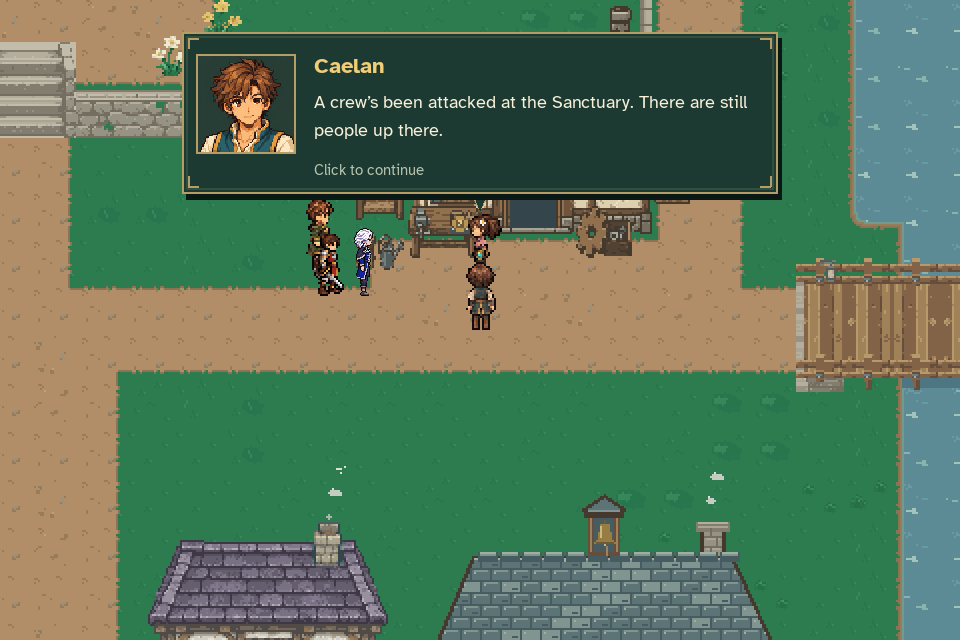 Caelan
A crew's been attacked at the Sanctuary. There are still
people up there.
Click to continue